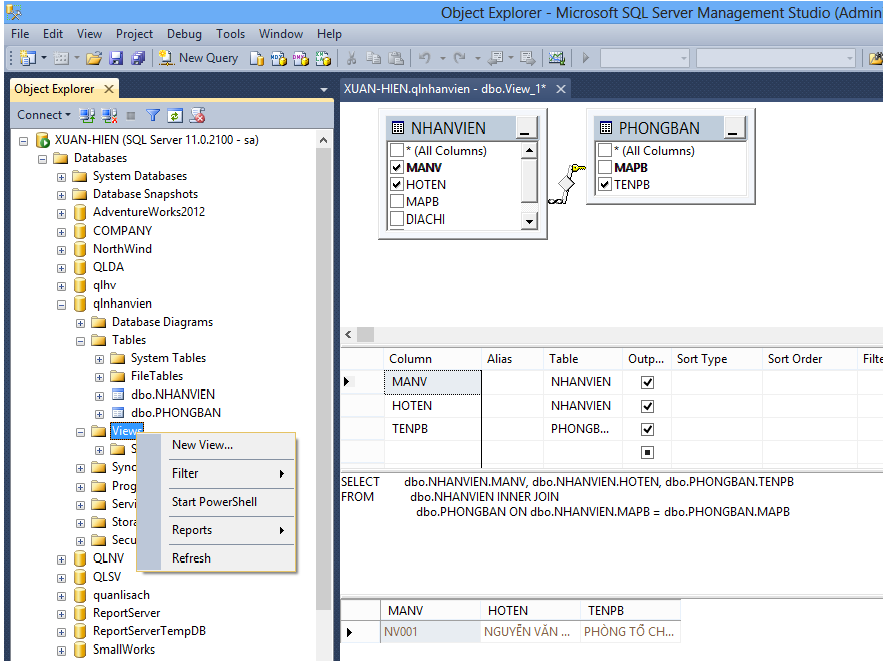 Object Explorer - Microsoft SQL Server Management Studio (Admin
File Edit View Project Debug Tools Window Help
New Query
Object Explorer
XUAN-HIEN.qlnhanvien - dbo.View_1*
Connect
XUAN-HIEN (SQL Server 11.0.2100 - sa)
Databases
System Databases
Database Snapshots
AdventureWorks2012
COMPANY
NorthWind
QLDA
qlhv
qlnhanvien
Database Diagrams
Tables
System Tables
FileTables
dbo.NHANVIEN
dbo.PHONGBAN
Views
S
Sync
Prog
Servi
Stora
Secu
QLNV
QLSV
quanlisach
ReportServer
ReportServerTempDB
SmallWorks
New View...
Filter
Start PowerShell
Reports
Refresh
NHANVIEN
* (All Columns)
MANV
HOTEN
MAPB
DIACHI
PHONGBAN
* (All Columns)
MAPB
TENPB
Column Alias Table Outp... Sort Type Sort Order Filte
MANV NHANVIEN
HOTEN NHANVIEN
TENPB PHONGB...
SELECT dbo.NHANVIEN.MANV, dbo.NHANVIEN.HOTEN, dbo.PHONGBAN.TENPB
FROM dbo.NHANVIEN INNER JOIN
dbo.PHONGBAN ON dbo.NHANVIEN.MAPB = dbo.PHONGBAN.MAPB
MANV HOTEN TENPB
NV001 NGUYỄN VĂN ... PHÒNG TỔ CH...